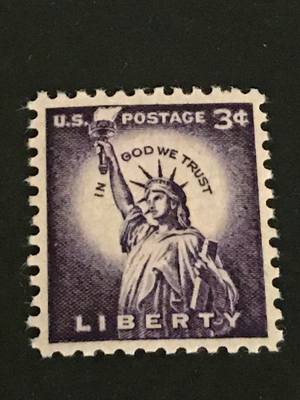 U.S. POSTAGE 3¢
IN GOD WE TRUST
LIBERTY